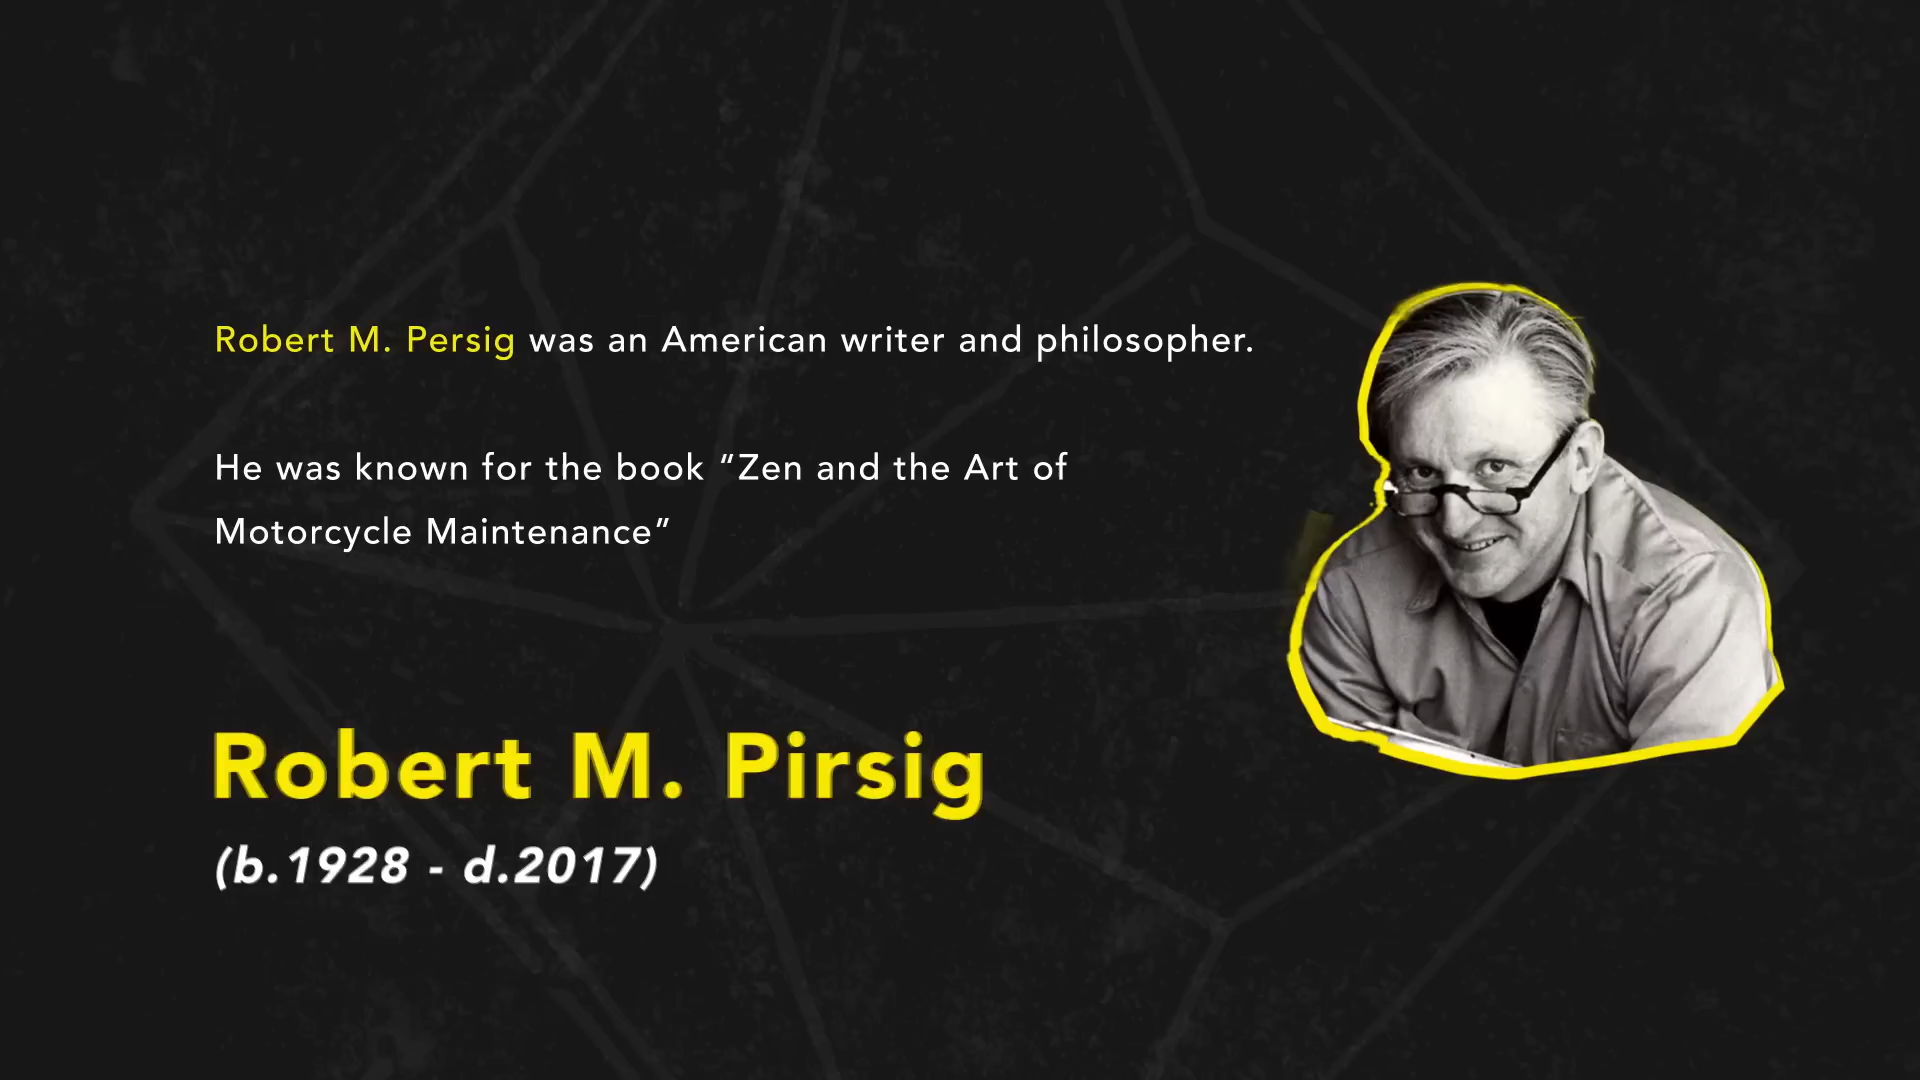 Robert M. Persig was an American writer and philosopher.
He was known for the book “Zen and the Art of
Motorcycle Maintenance”
Robert M. Pirsig
(b.1928 - d.2017)